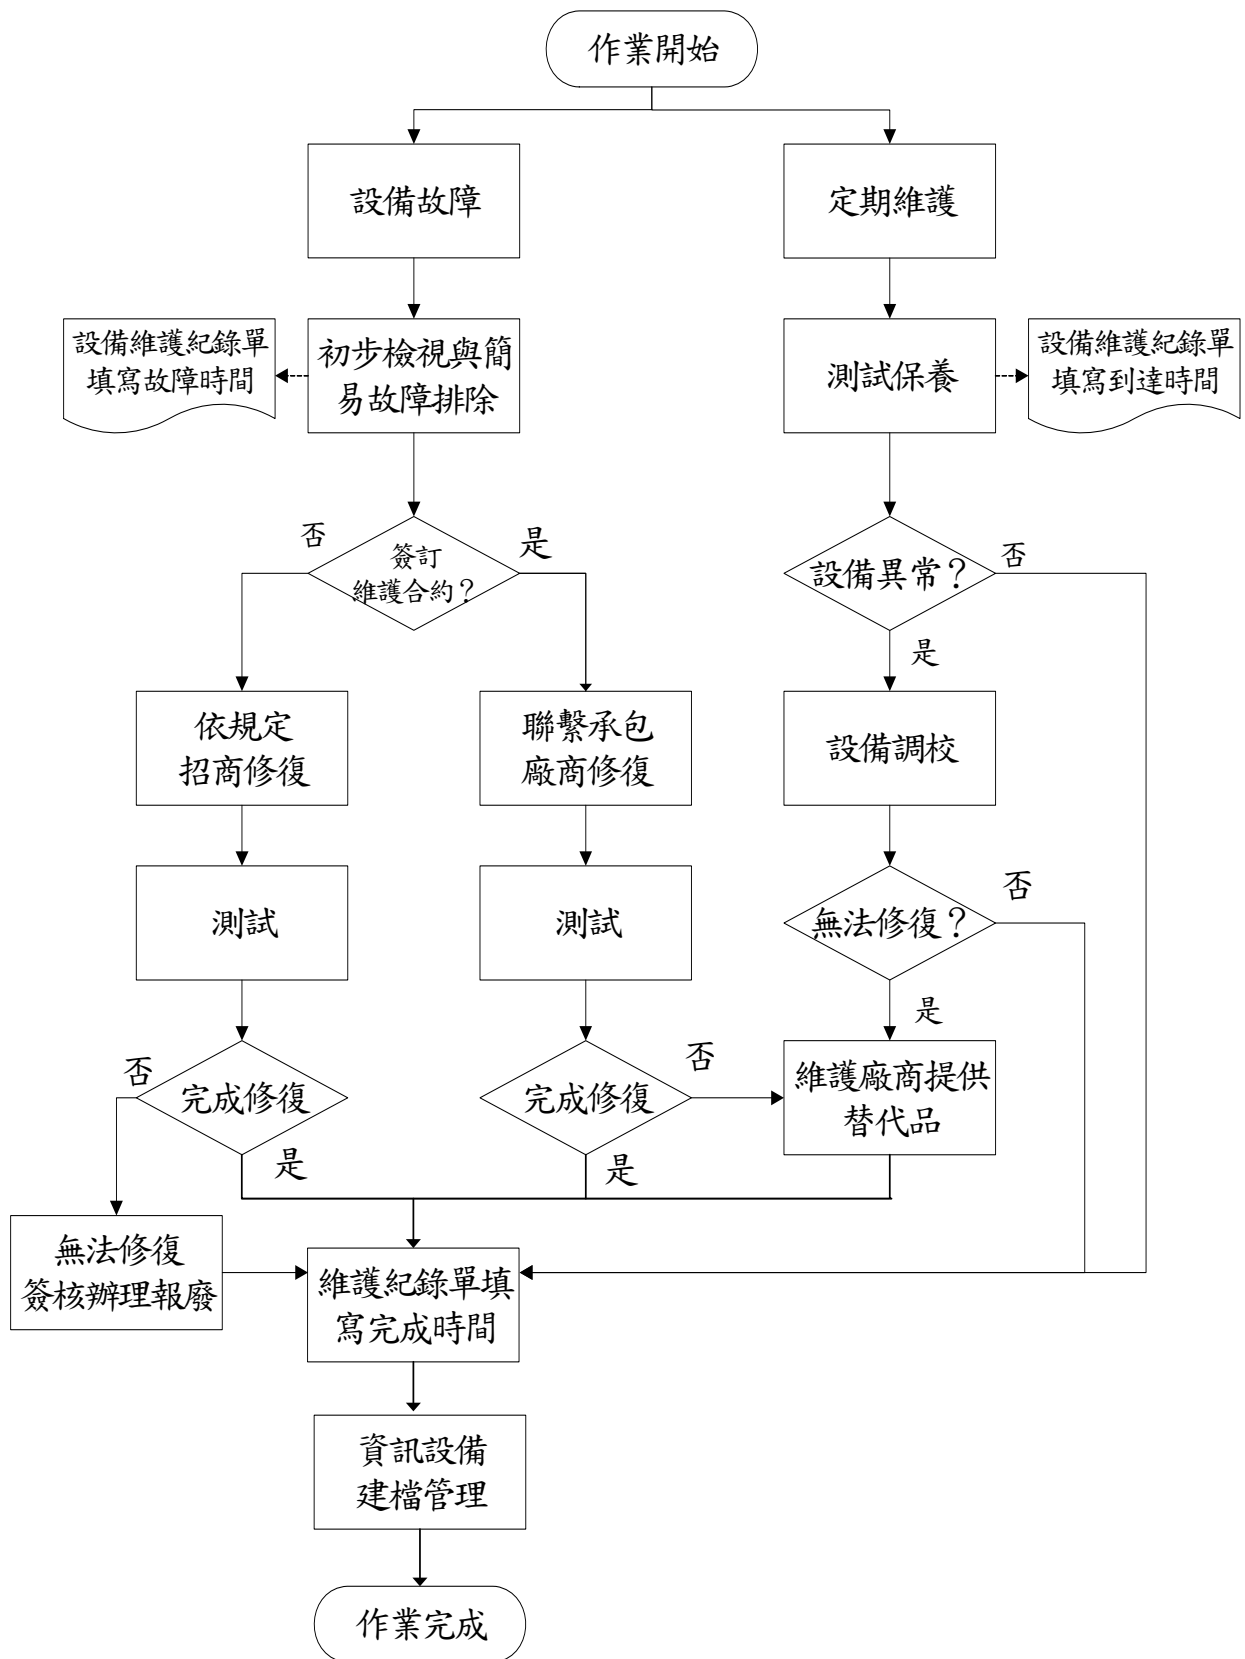 作業開始
設備故障
定期維護
設備維護紀錄單
填寫故障時間
初步檢視與簡
易故障排除
測試保養
設備維護紀錄單
填寫到達時間
否
簽訂
維護合約？
是
設備異常？
否
是
依規定
招商修復
聯繫承包
廠商修復
設備調校
測試
測試
無法修復？
否
是
否
完成修復
是
完成修復
否
是
維護廠商提供
替代品
無法修復
簽核辦理報廢
維護紀錄單填
寫完成時間
資訊設備
建檔管理
作業完成